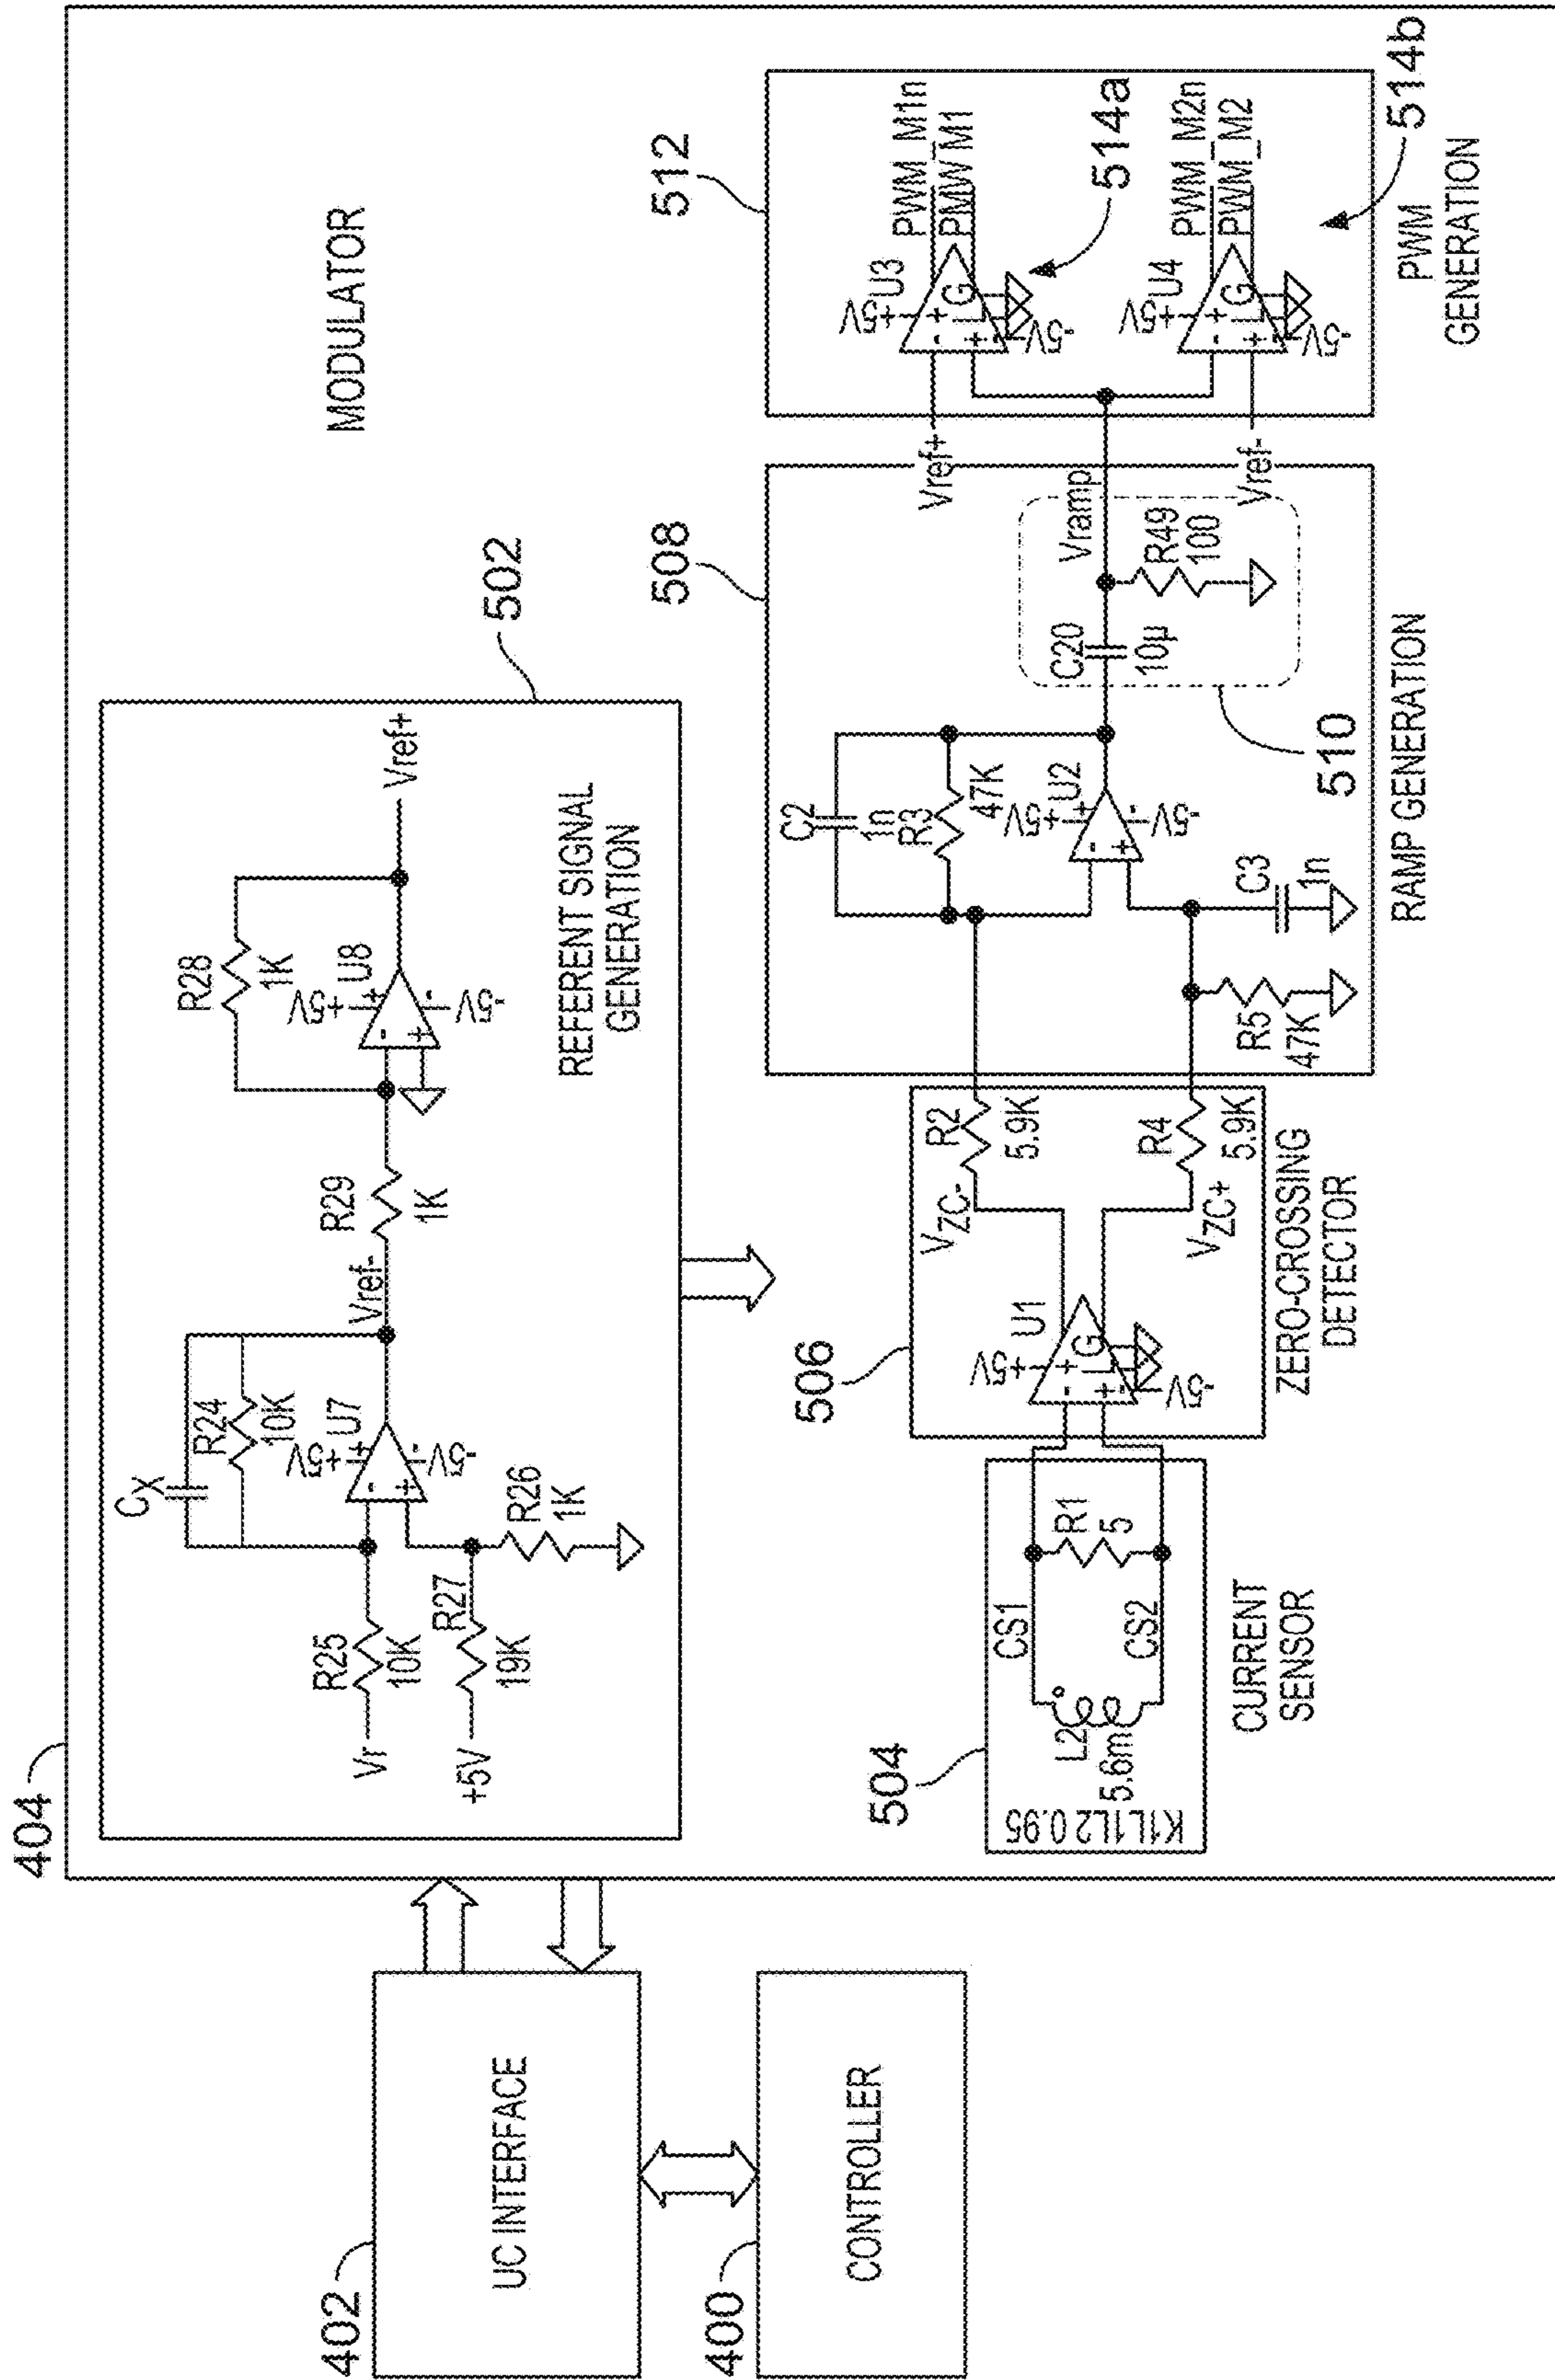 404
MODULATOR
502
Cx
R24
10K
Vr
R25
10K
+5V
R27
19K
R26
1K
+5V
+
U7
-
+
-
-5V
Vref-
R29
1K
R28
1K
+5V
+
U8
-
+
-
-5V
Vref+
REFERENT SIGNAL
GENERATION
402
UC INTERFACE
400
CONTROLLER
504
K1L1L2 0.95
L2
5.6m
CS1
CS2
R1
5
CURRENT
SENSOR
506
+5V
U1
-
+
+
-
L
G
-5V
VZC-
R2
5.9K
VZC+
R4
5.9K
ZERO-CROSSING
DETECTOR
508
C2
1n
R3
47K
+5V
+
U2
-
+
-
-5V
R5
47K
C3
1n
C20
10µ
Vramp
R49
100
510
RAMP GENERATION
512
Vref+
+5V
U3
-
+
+
-
L
G
-5V
PWM_M1n
PMW M1
514a
Vref-
+5V
U4
-
+
+
-
L
G
-5V
PWM_M2n
PWM_M2
514b
PWM
GENERATION